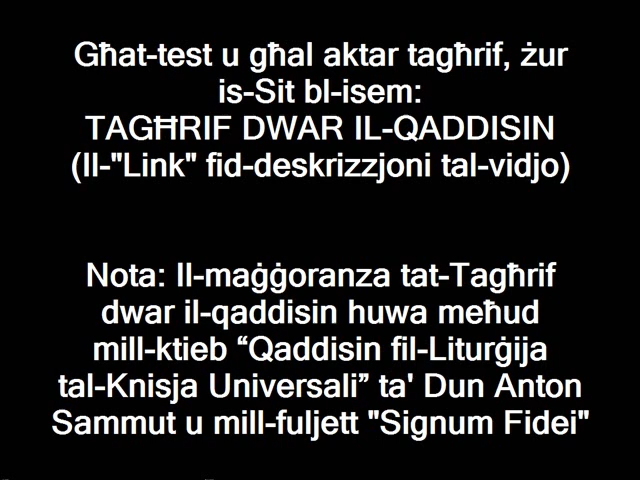 Għat-test u għal aktar tagħrif, żur
is-Sit bl-isem:
TAGĦRIF DWAR IL-QADDISIN
(Il-"Link" fid-deskrizzjoni tal-vidjo)
Nota: Il-maġġoranza tat-Tagħrif
dwar il-qaddisin huwa meħud
mill-ktieb “Qaddisin fil-Liturġija
tal-Knisja Universali” ta' Dun Anton
Sammut u mill-fuljett "Signum Fidei"